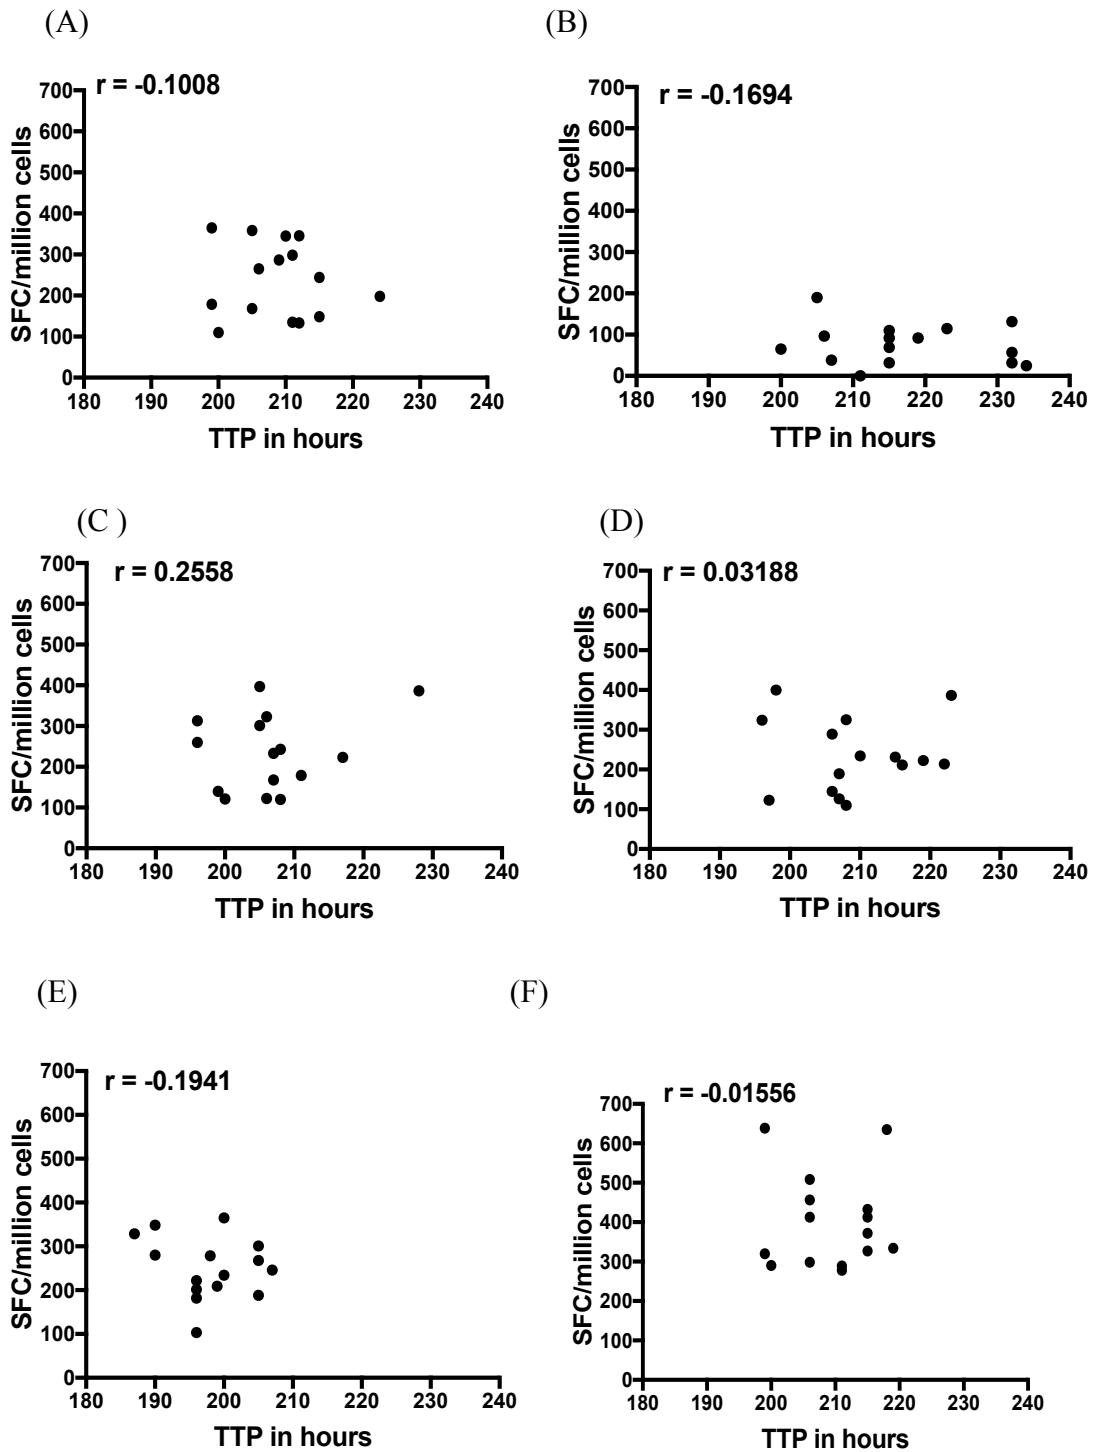 (A)
r = -0.1008
700
600
500
400
300
200
100
0
180 190 200 210 220 230 240
SFC/million cells
TTP in hours
(B)
r = -0.1694
700
600
500
400
300
200
100
0
180 190 200 210 220 230 240
SFC/million cells
TTP in hours
(C )
r = 0.2558
700
600
500
400
300
200
100
0
180 190 200 210 220 230 240
SFC/million cells
TTP in hours
(D)
r = 0.03188
700
600
500
400
300
200
100
0
180 190 200 210 220 230 240
SFC/million cells
TTP in hours
(E)
r = -0.1941
700
600
500
400
300
200
100
0
180 190 200 210 220 230 240
SFC/million cells
TTP in hours
(F)
r = -0.01556
700
600
500
400
300
200
100
0
180 190 200 210 220 230 240
SFC/million cells
TTP in hours